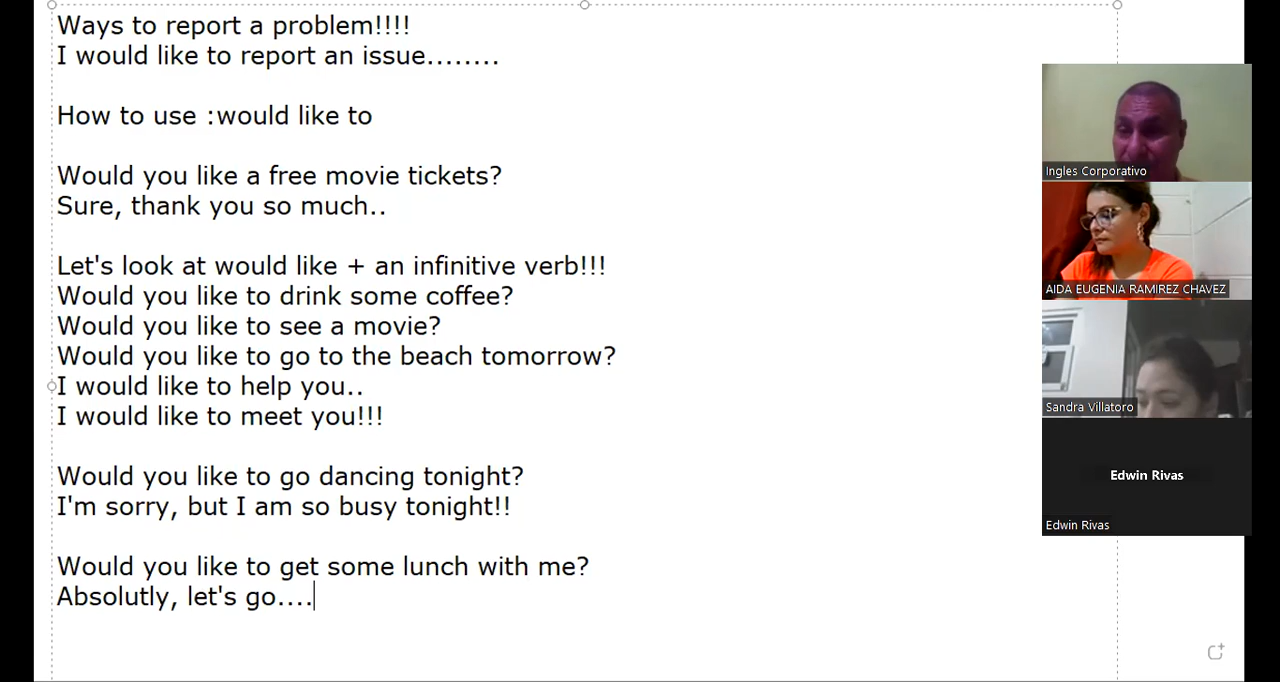 Ways to report a problem!!!!
I would like to report an issue........
How to use :would like to
Would you like a free movie tickets?
Sure, thank you so much..
Let's look at would like + an infinitive verb!!!
Would you like to drink some coffee?
Would you like to see a movie?
Would you like to go to the beach tomorrow?
I would like to help you..
I would like to meet you!!!
Would you like to go dancing tonight?
I'm sorry, but I am so busy tonight!!
Would you like to get some lunch with me?
Absolutly, let's go....
Ingles Corporativo
AIDA EUGENIA RAMIREZ CHAVEZ
Sandra Villatoro
Edwin Rivas
Edwin Rivas